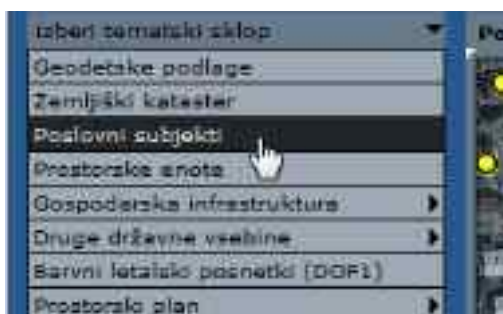 Izberi tematski sklop
Geodetske podlage
Zemljiški kataster
Poslovni subjekti
Prostorske enote
Gospodarska infrastruktura
Druge državne vsebine
Barvni letalski posnetki (DOF1)
Prostorski plan
Po